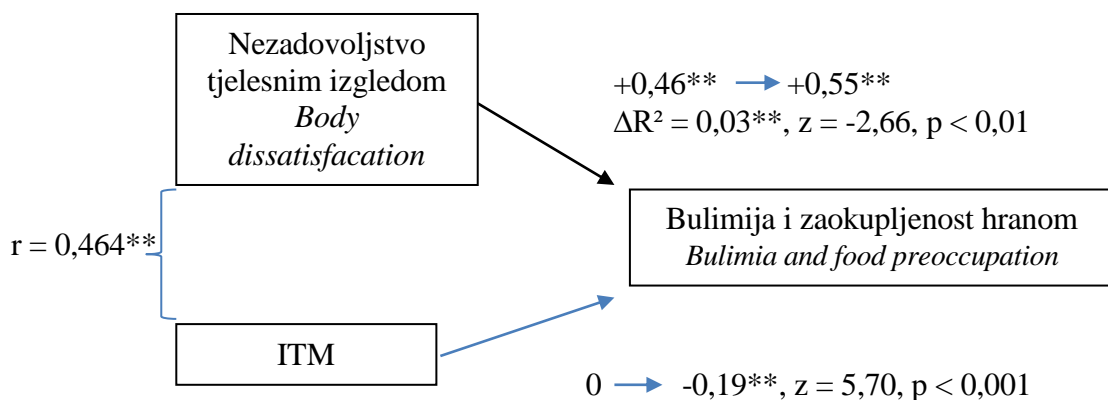 Nezadovoljstvo
tjelesnim izgledom
Body
dissatisfacation
+0,46** +0,55**
ΔR² = 0,03**, z = -2,66, p < 0,01
Bulimija i zaokupljenost hranom
Bulimia and food preoccupation
r = 0,464**
ITM
0 -0,19**, z = 5,70, p < 0,001